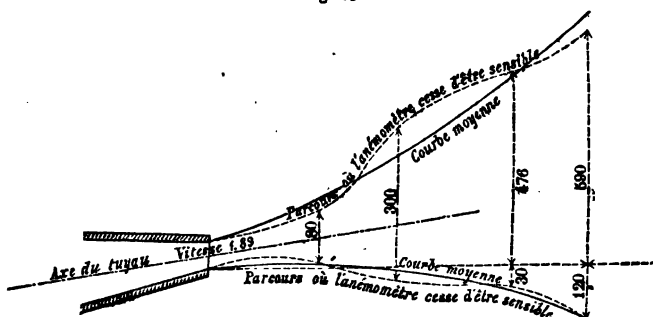 Parcours où l'anémomètre cesse d'être sensible
Courbe moyenne
476
590
300
80
Vitesse 1.89
Axe du tuyau
Courbe moyenne
30
120
Parcours où l'anémomètre cesse d'être sensible